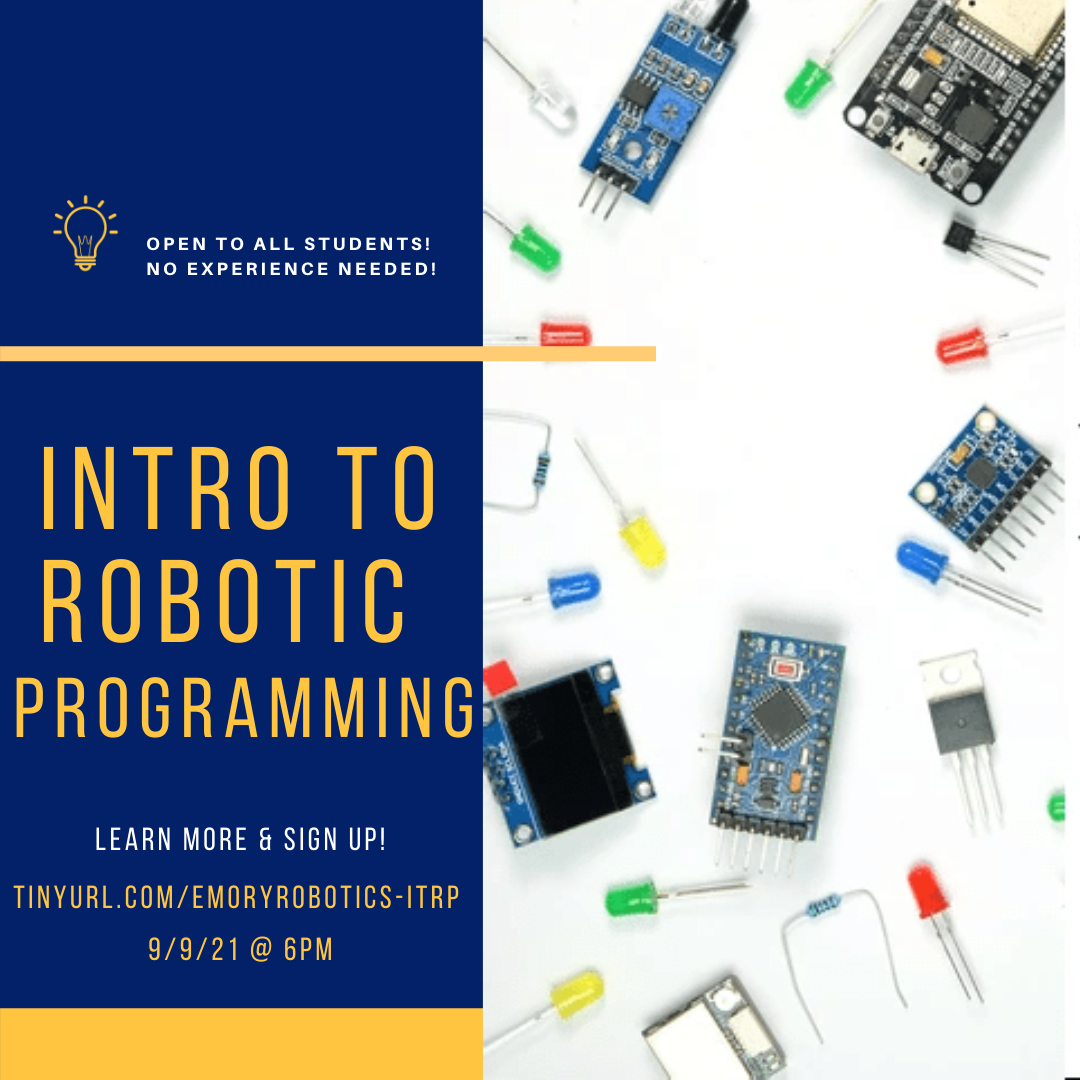 OPEN TO ALL STUDENTS!
NO EXPERIENCE NEEDED!
INTRO TO
ROBOTIC
PROGRAMMING
LEARN MORE & SIGN UP!
TINYURL.COM/EMORYROBOTICS-ITRP
9/9/21 @ 6PM